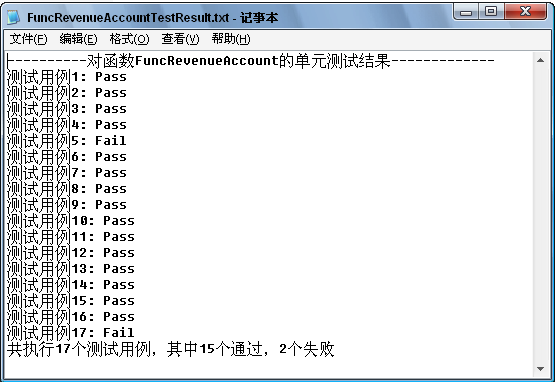 FuncRevenueAccountTestResult.txt - 记事本
文件(F) 编辑(E) 格式(O) 查看(V) 帮助(H)
----------对函数FuncRevenueAccount的单元测试结果-------------
测试用例1: Pass
测试用例2: Pass
测试用例3: Pass
测试用例4: Pass
测试用例5: Fail
测试用例6: Pass
测试用例7: Pass
测试用例8: Pass
测试用例9: Pass
测试用例10: Pass
测试用例11: Pass
测试用例12: Pass
测试用例13: Pass
测试用例14: Pass
测试用例15: Pass
测试用例16: Pass
测试用例17: Fail
共执行17个测试用例，其中15个通过，2个失败